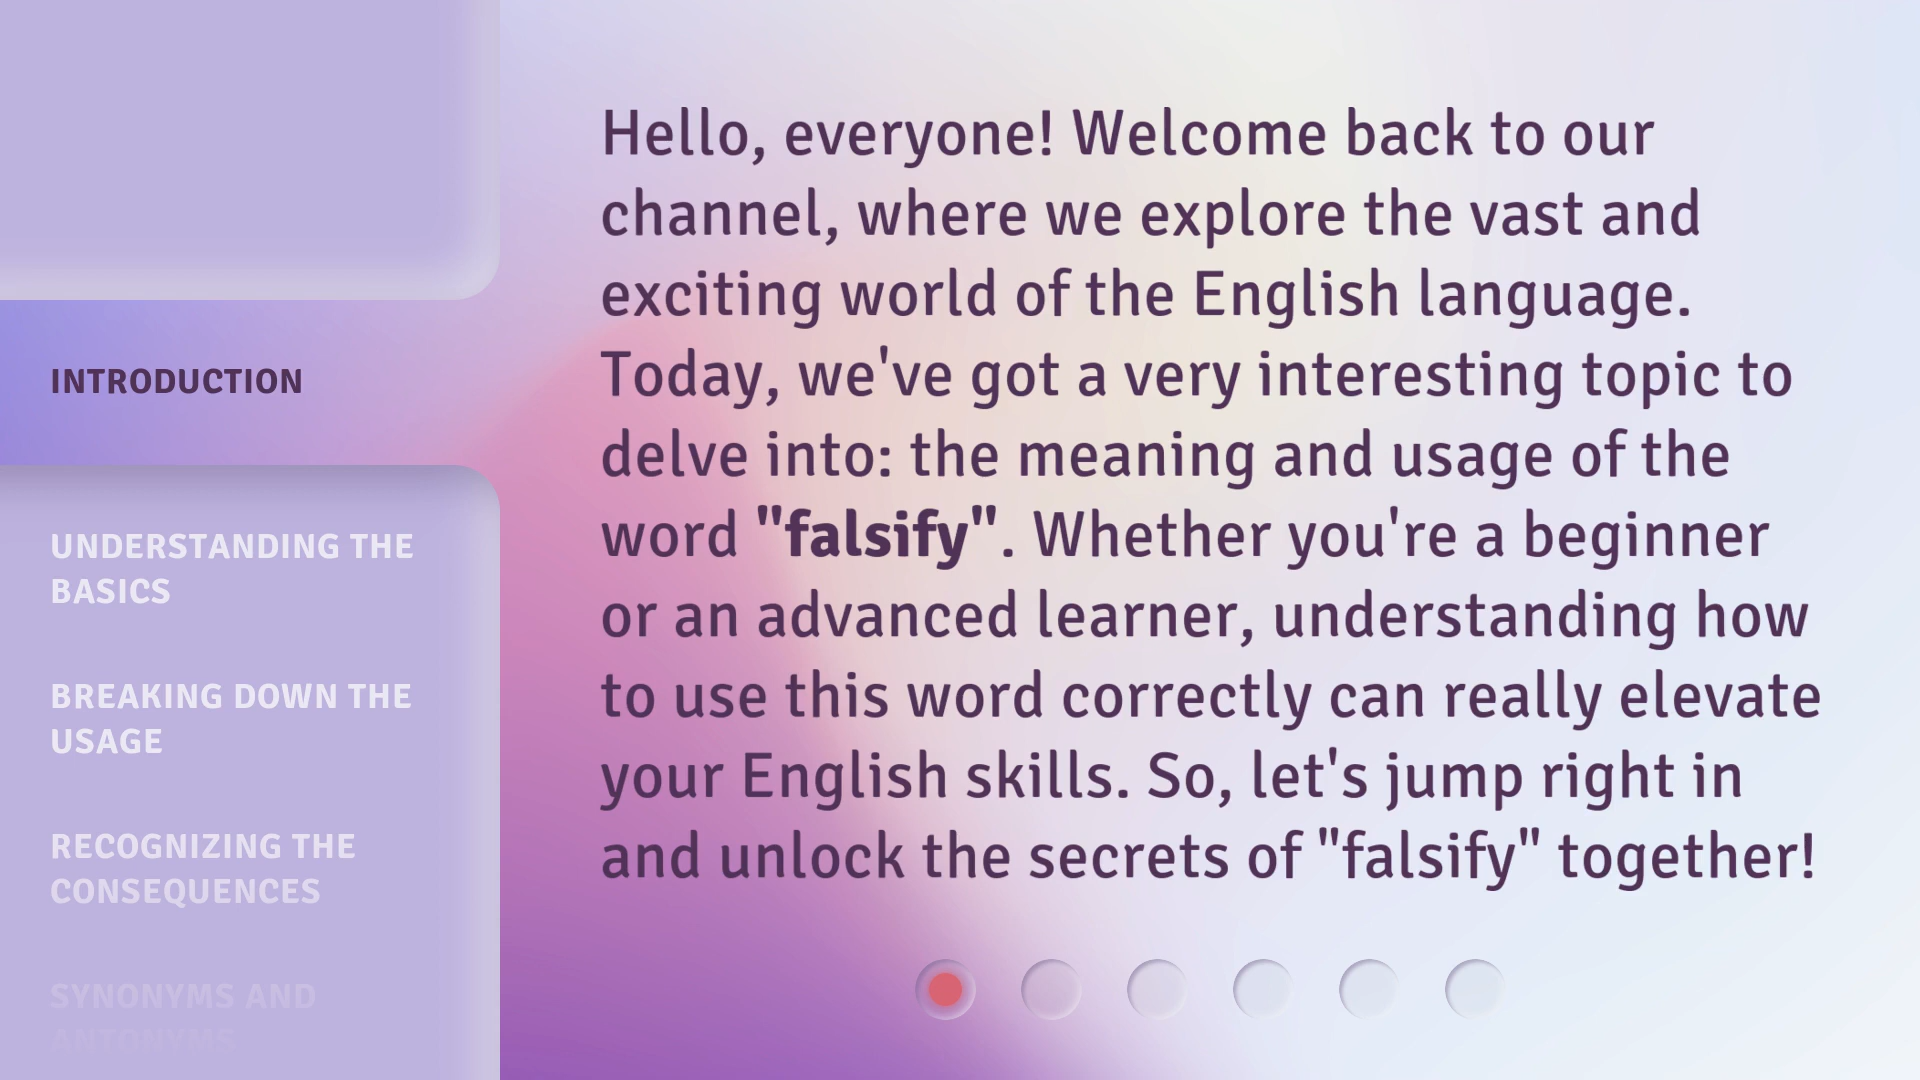 INTRODUCTION
UNDERSTANDING THE
BASICS
BREAKING DOWN THE
USAGE
RECOGNIZING THE
CONSEQUENCES
SYNONYMS AND
ANTONYMS
Hello, everyone! Welcome back to our
channel, where we explore the vast and
exciting world of the English language.
Today, we've got a very interesting topic to
delve into: the meaning and usage of the
word "falsify". Whether you're a beginner
or an advanced learner, understanding how
to use this word correctly can really elevate
your English skills. So, let's jump right in
and unlock the secrets of "falsify" together!